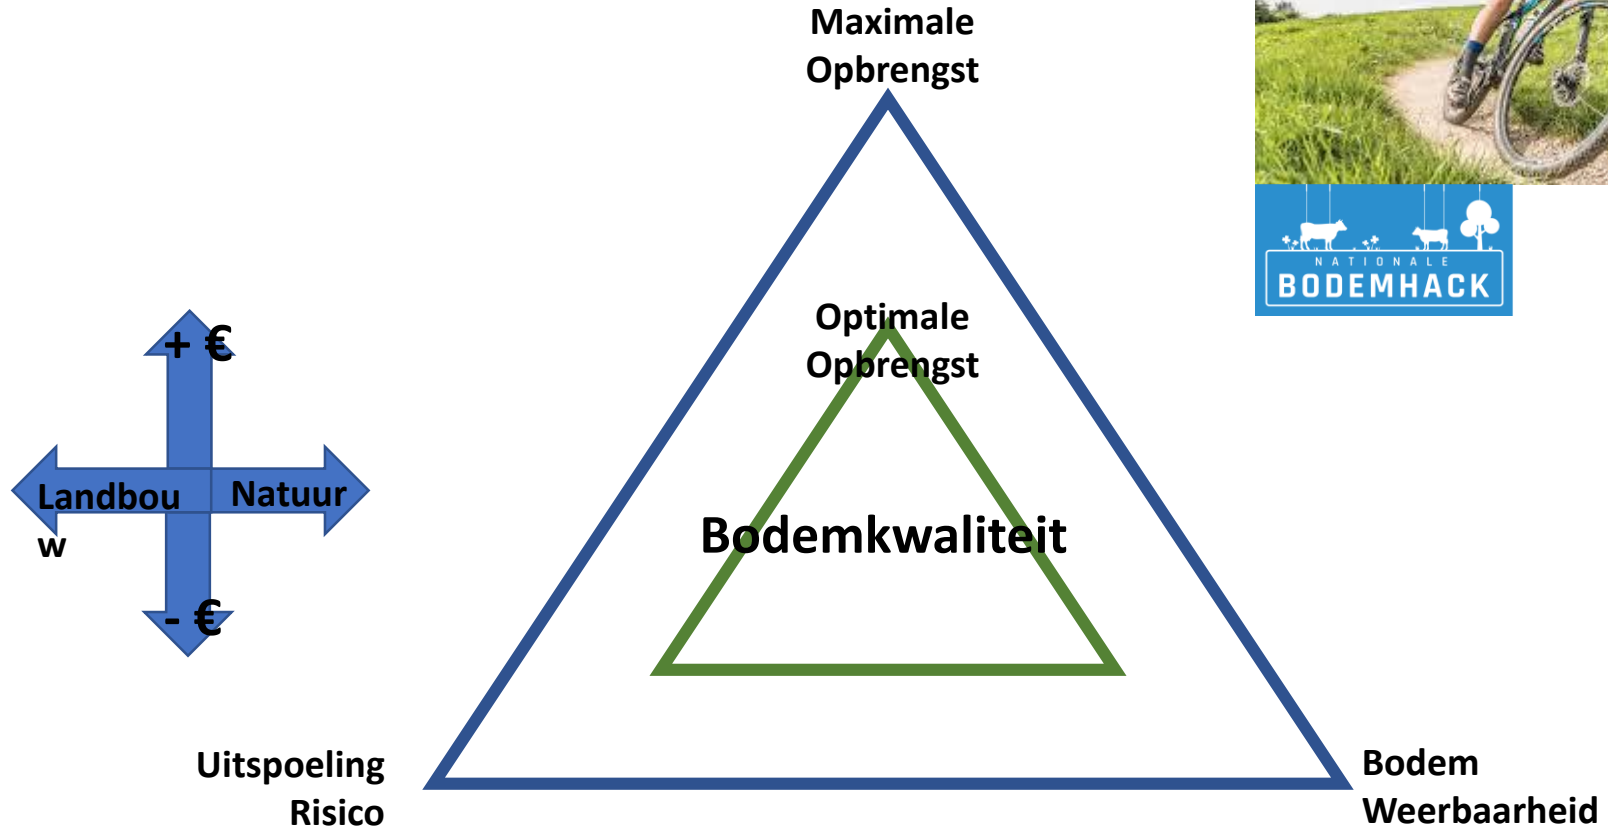 Maximale
Opbrengst
NATIONALE
BODEMHACK
Optimale
Opbrengst
+ €
Landbou
w
Natuur
- €
Bodemkwaliteit
Uitspoeling
Risico
Bodem
Weerbaarheid